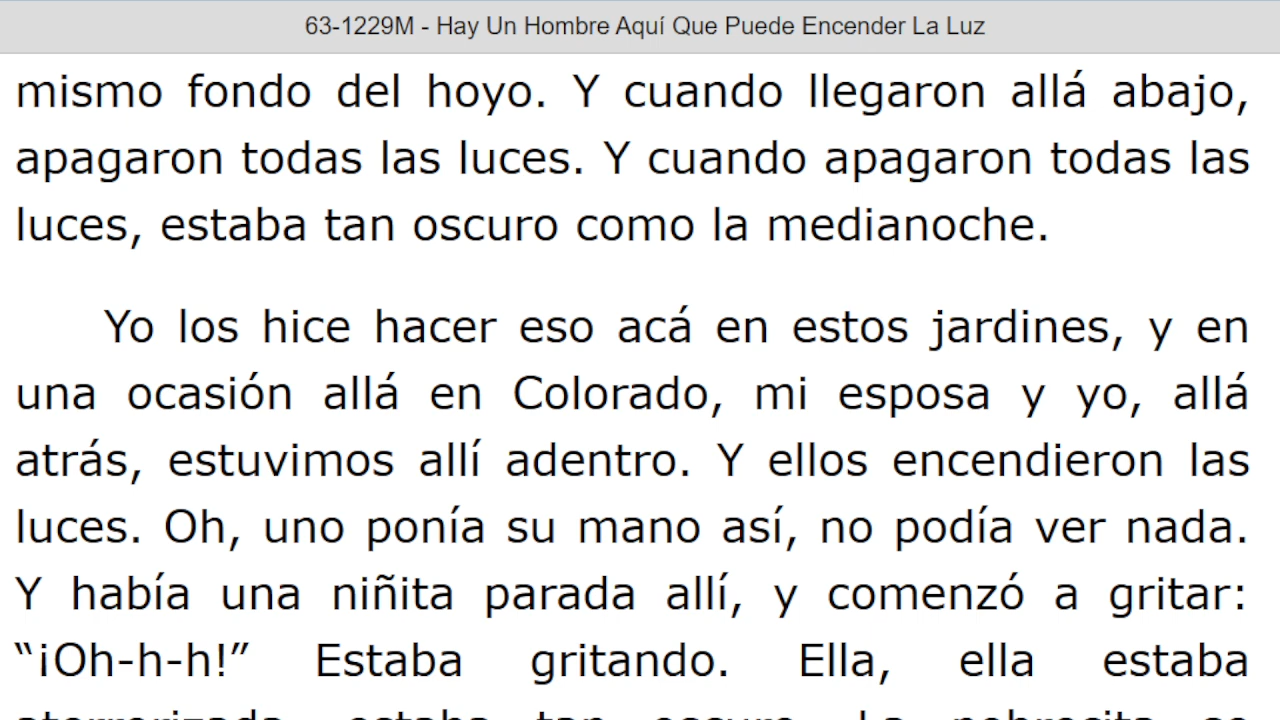 63-1229M - Hay Un Hombre Aquí Que Puede Encender La Luz
mismo fondo del hoyo. Y cuando llegaron allá abajo,
apagaron todas las luces. Y cuando apagaron todas las
luces, estaba tan oscuro como la medianoche.
Yo los hice hacer eso acá en estos jardines, y en
una ocasión allá en Colorado, mi esposa y yo, allá
atrás, estuvimos allí adentro. Y ellos encendieron las
luces. Oh, uno ponía su mano así, no podía ver nada.
Y había una niñita parada allí, y comenzó a gritar:
“¡Oh-h-h!” Estaba gritando. Ella, ella estaba